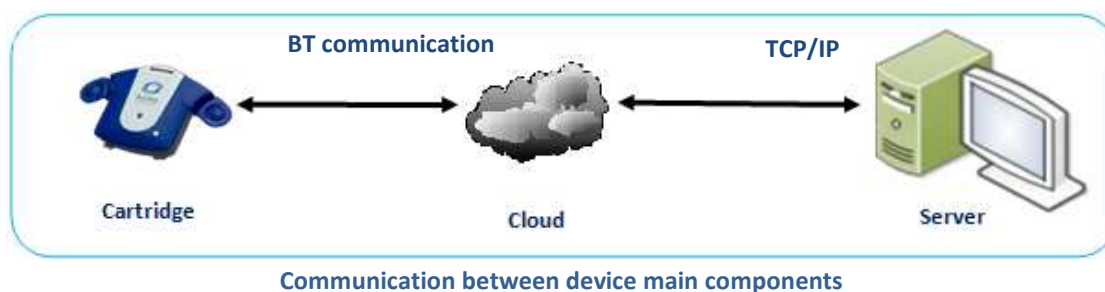 BT communication
TCP/IP
Cartridge
Cloud
Server
Communication between device main components